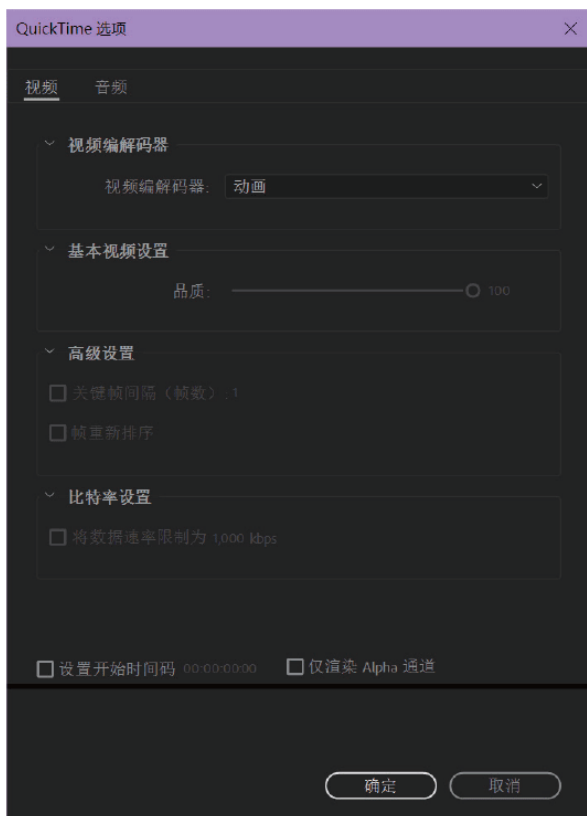 QuickTime 选项
视频 音频
视频编解码器
视频编解码器: 动画
基本视频设置
品质: 100
高级设置
关键帧间隔（帧数）: 1
帧重新排序
比特率设置
将数据速率限制为 1,000 kbps
设置开始时间码 00:00:00:00 仅渲染 Alpha 通道
确定 取消